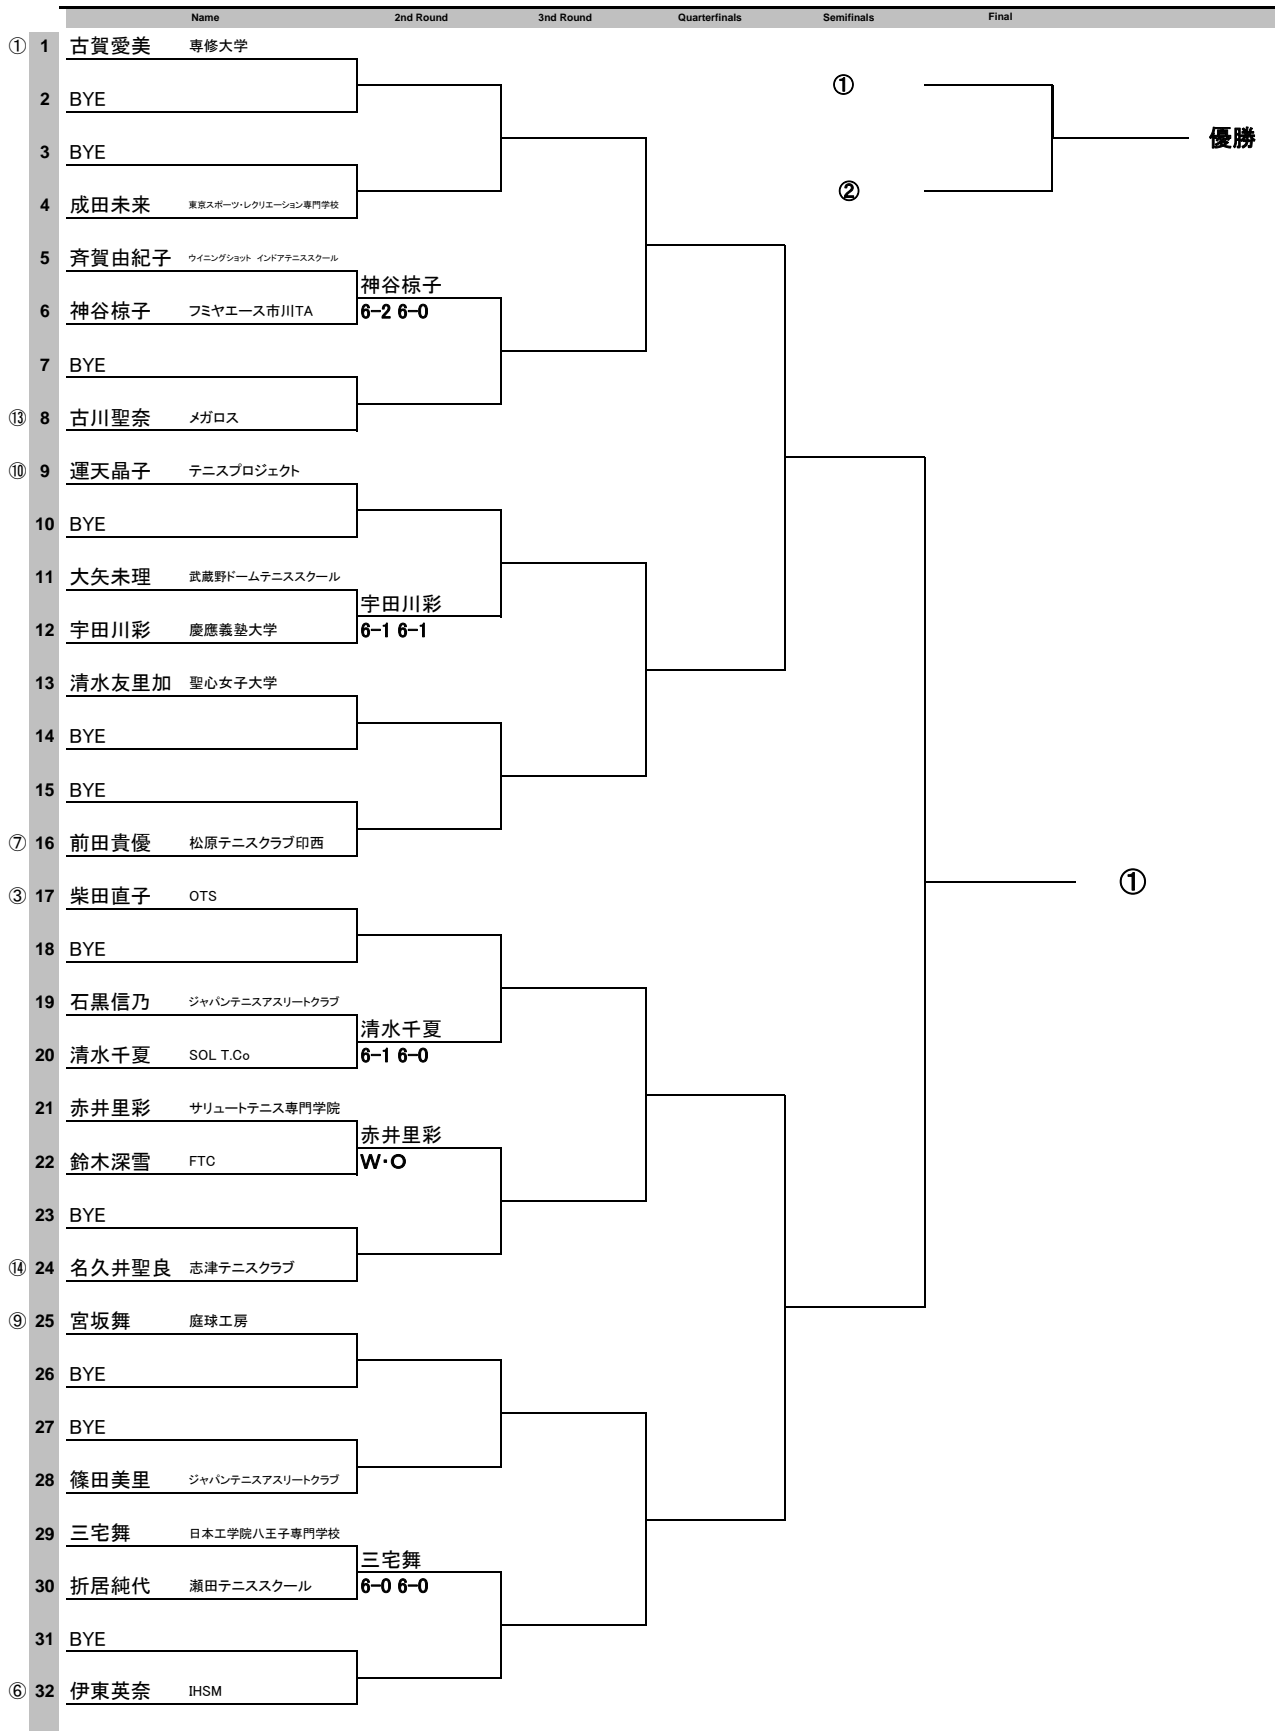 Name 2nd Round 3rd Round Quarterfinals Semifinals Final
① 1 古賀愛美 専修大学
①
2 BYE
優勝
3 BYE
②
4 成田未来 東京スポーツ・レクリエーション専門学校
5 斉賀由紀子 ウイニングショット インドアテニススクール
神谷椋子
6 神谷椋子 フミヤエース市川TA 6-2 6-0
7 BYE
⑬ 8 古川聖奈 メガロス
⑩ 9 運天晶子 テニスプロジェクト
10 BYE
11 大矢未理 武蔵野ドームテニススクール
宇田川彩
12 宇田川彩 慶應義塾大学 6-1 6-1
13 清水友里加 聖心女子大学
14 BYE
15 BYE
⑦ 16 前田貴優 松原テニスクラブ印西
①
③ 17 柴田直子 OTS
18 BYE
19 石黒信乃 ジャパンテニスアスリートクラブ
清水千夏
20 清水千夏 SOL T.Co 6-1 6-0
21 赤井里彩 サリュートテニス専門学院
赤井里彩
22 鈴木深雪 FTC W・O
23 BYE
⑭ 24 名久井聖良 志津テニスクラブ
⑨ 25 宮坂舞 庭球工房
26 BYE
27 BYE
28 篠田美里 ジャパンテニスアスリートクラブ
29 三宅舞 日本工学院八王子専門学校
三宅舞
30 折居純代 瀬田テニススクール 6-0 6-0
31 BYE
⑥ 32 伊東英奈 IHSM